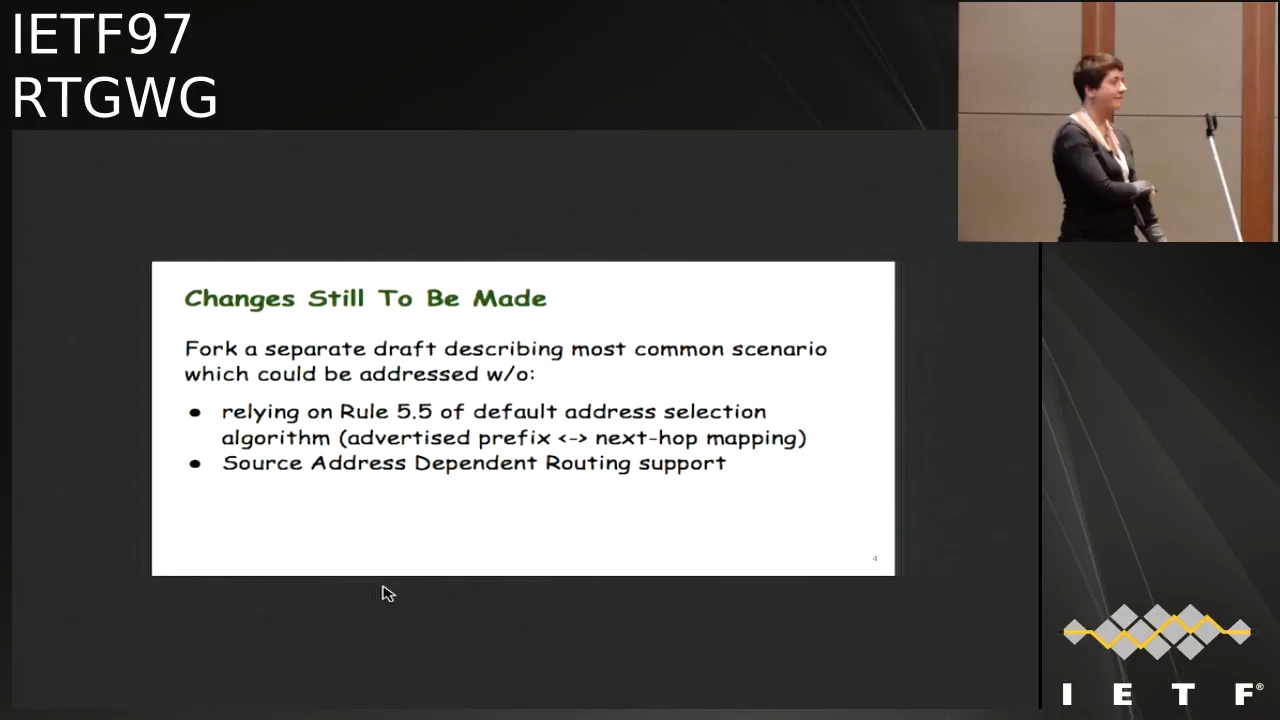 IETF97
RTGWG
Changes Still To Be Made
Fork a separate draft describing most common scenario
which could be addressed w/o:
● relying on Rule 5.5 of default address selection
algorithm (advertised prefix <-> next-hop mapping)
● Source Address Dependent Routing support
4
I E T F®